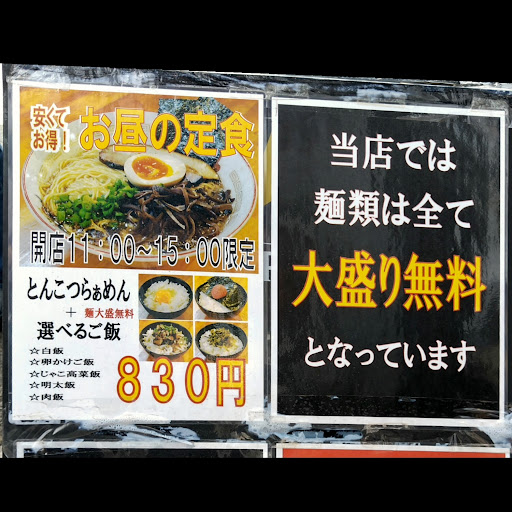 安くて
お得！
お昼の定食
開店11：00～15：00限定
とんこつらぁめん
＋ 麺大盛無料
選べるご飯
☆白飯
☆卵かけご飯
☆じゃこ高菜飯
☆明太飯
☆肉飯
830円
当店では
麺類は全て
大盛り無料
となっています